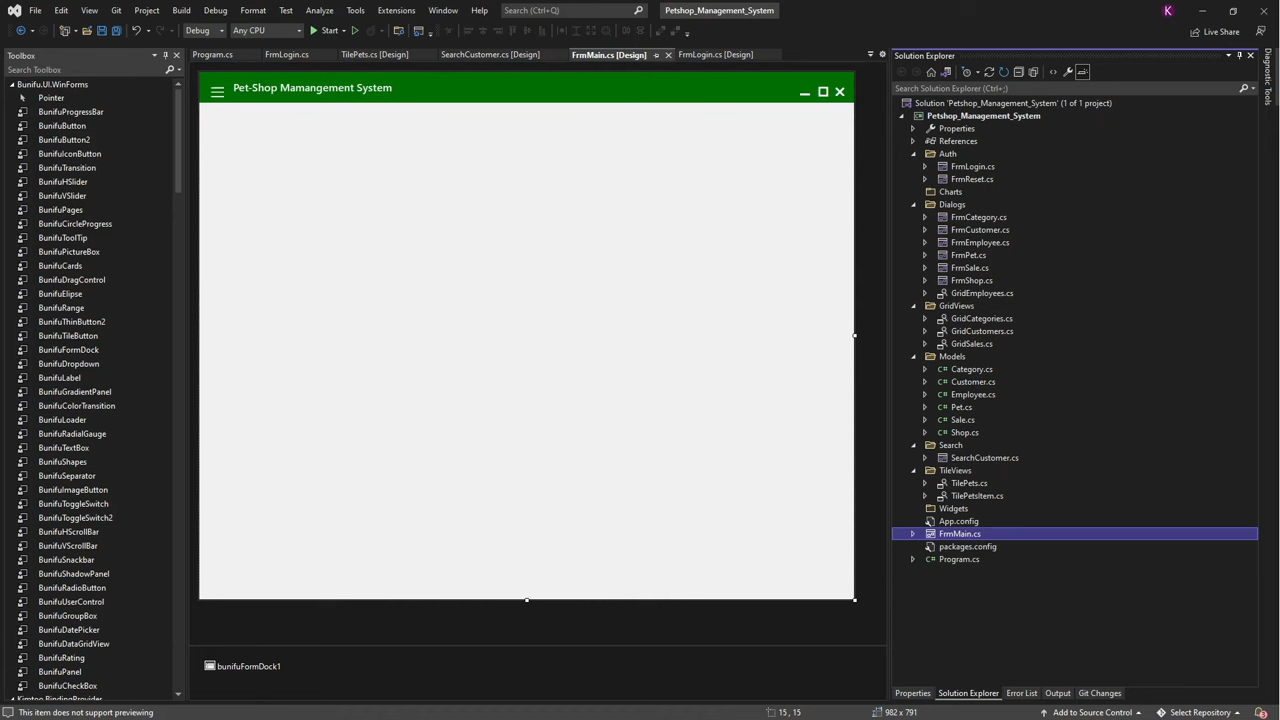 File Edit View Git Project Build Debug Format Test Analyze Tools Extensions Window Help Search (Ctrl+Q) Petshop_Management_System K
Debug Any CPU Start Live Share
Toolbox
Search Toolbox
Bunifu.UI.WinForms
Pointer
BunifuProgressBar
BunifuButton
BunifuButton2
BunifuIconButton
BunifuTransition
BunifuHSlider
BunifuVSlider
BunifuPages
BunifuCircleProgress
BunifuToolTip
BunifuPictureBox
BunifuCards
BunifuDragControl
BunifuElipse
BunifuRange
BunifuThinButton2
BunifuTileButton
BunifuFormDock
BunifuDropdown
BunifuLabel
BunifuGradientPanel
BunifuColorTransition
BunifuLoader
BunifuRadialGauge
BunifuTextBox
BunifuShapes
BunifuSeparator
BunifuImageButton
BunifuToggleSwitch
BunifuToggleSwitch2
BunifuHScrollBar
BunifuVScrollBar
BunifuSnackbar
BunifuShadowPanel
BunifuRadioButton
BunifuUserControl
BunifuGroupBox
BunifuDatePicker
BunifuDataGridView
BunifuRating
BunifuPanel
BunifuCheckBox
Kimtoo.BindingProvider
Program.cs FrmLogin.cs TilePets.cs [Design] SearchCustomer.cs [Design] FrmMain.cs [Design] FrmLogin.cs [Design]
Pet-Shop Mamangement System
bunifuFormDock1
Solution Explorer
Search Solution Explorer (Ctrl+;)
Solution 'Petshop_Management_System' (1 of 1 project)
Petshop_Management_System
Properties
References
Auth
FrmLogin.cs
FrmReset.cs
Charts
Dialogs
FrmCategory.cs
FrmCustomer.cs
FrmEmployee.cs
FrmPet.cs
FrmSale.cs
FrmShop.cs
GridEmployees.cs
GridViews
GridCategories.cs
GridCustomers.cs
GridSales.cs
Models
Category.cs
Customer.cs
Employee.cs
Pet.cs
Sale.cs
Shop.cs
Search
SearchCustomer.cs
TileViews
TilePets.cs
TilePetsItem.cs
Widgets
App.config
FrmMain.cs
packages.config
Program.cs
Properties Solution Explorer Error List Output Git Changes
Diagnostic Tools
This item does not support previewing 15, 15 982 x 791 Add to Source Control Select Repository